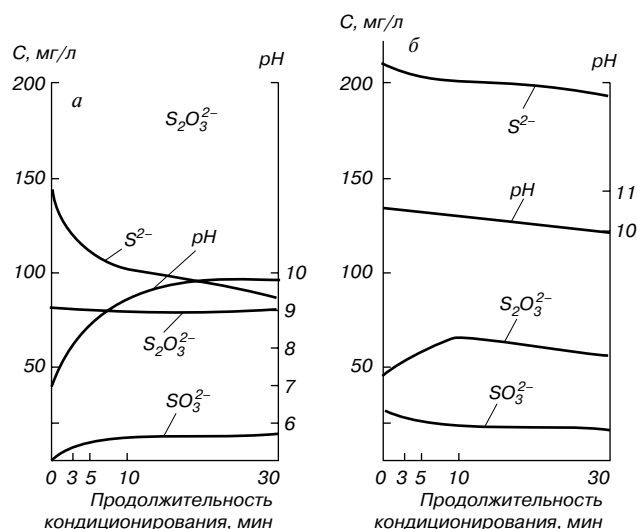 С, мг/л
pH
а
200
150
100
50
S₂O₃²⁻
S²⁻
pH
S₂O₃²⁻
SO₃²⁻
10
9
8
7
6
0 3 5 10 30
Продолжительность
кондиционирования, мин
С, мг/л
б
pH
200
150
100
50
S²⁻
pH
S₂O₃²⁻
SO₃²⁻
11
10
0 3 5 10 30
Продолжительность
кондиционирования, мин